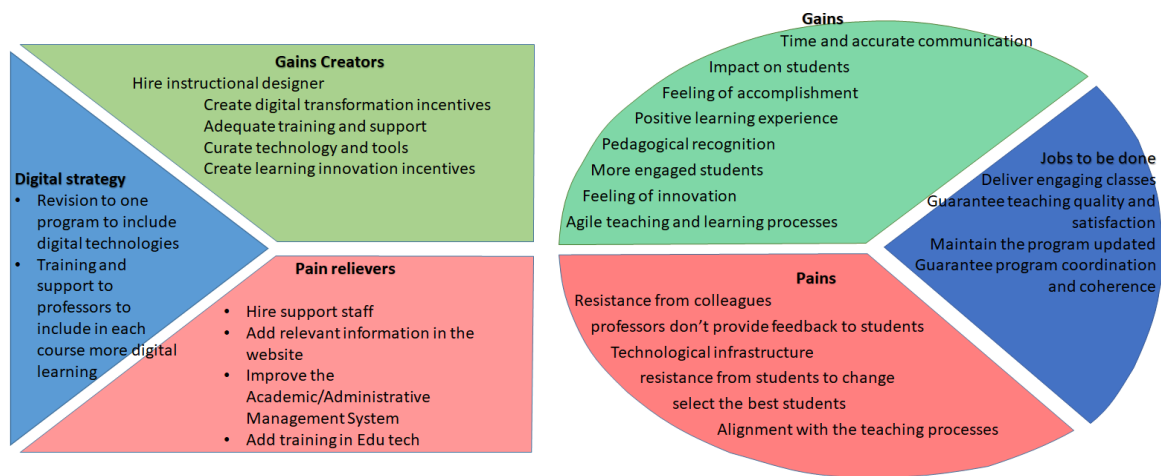 Gains Creators
Hire instructional designer
Create digital transformation incentives
Adequate training and support
Curate technology and tools
Create learning innovation incentives
Digital strategy
• Revision to one
program to include
digital technologies
• Training and
support to
professors to
include in each
course more digital
learning
Pain relievers
• Hire support staff
• Add relevant information in the
website
• Improve the
Academic/Administrative
Management System
• Add training in Edu tech
Gains
Time and accurate communication
Impact on students
Feeling of accomplishment
Positive learning experience
Pedagogical recognition
More engaged students
Feeling of innovation
Agile teaching and learning processes
Jobs to be done
Deliver engaging classes
Guarantee teaching quality and
satisfaction
Maintain the program updated
Guarantee program coordination
and coherence
Pains
Resistance from colleagues
professors don’t provide feedback to students
Technological infrastructure
resistance from students to change
select the best students
Alignment with the teaching processes